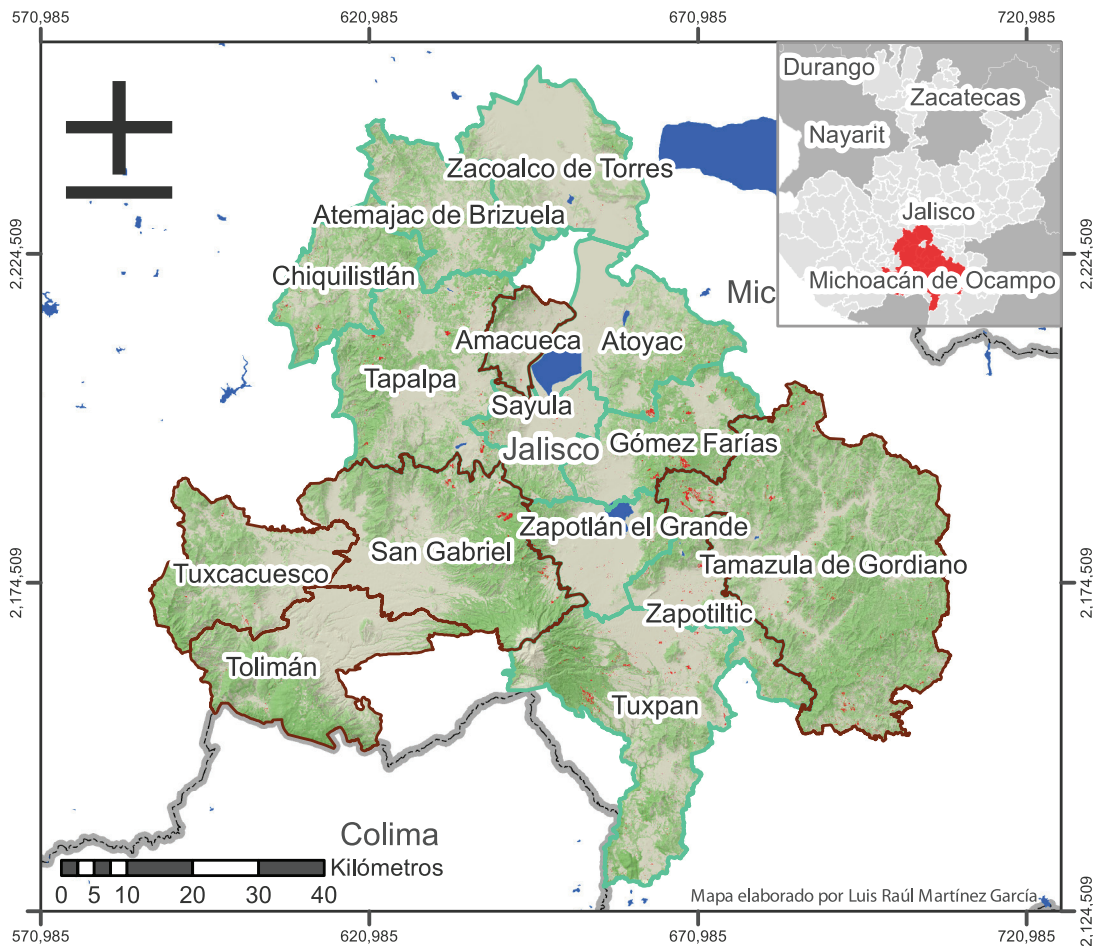 570,985
620,985
670,985
720,985
Durango
Zacatecas
Nayarit
Jalisco
Michoacán de Ocampo
Zacoalco de Torres
Atemajac de Brizuela
2,224,509
2,224,509
Chiquilistlán
Mic
Amacueca
Atoyac
Tapalpa
Sayula
Jalisco
Gómez Farías
Zapotlán el Grande
San Gabriel
Tuxcacuesco
Tamazula de Gordiano
2,174,509
2,174,509
Zapotiltic
Tolimán
Tuxpan
Colima
Kilómetros
0 5 10 20 30 40
Mapa elaborado por Luis Raúl Martínez García
2,124,509
570,985
620,985
670,985
720,985